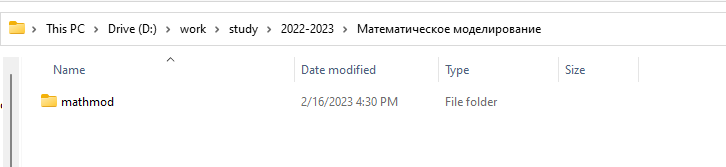 This PC > Drive (D:) > work > study > 2022-2023 > Математическое моделирование
Name Date modified Type Size
mathmod 2/16/2023 4:30 PM File folder